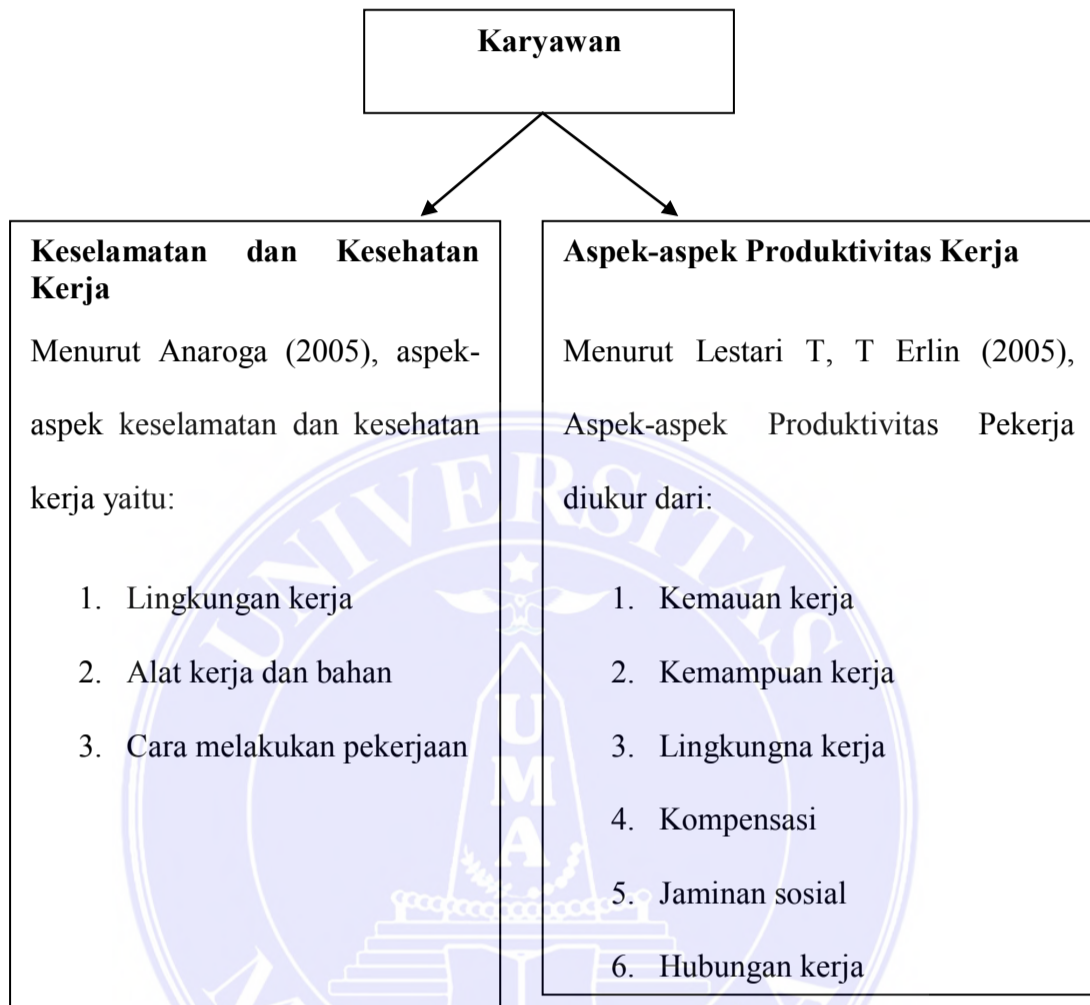 Karyawan
Keselamatan dan Kesehatan
Kerja
Menurut Anaroga (2005), aspek-
aspek keselamatan dan kesehatan
kerja yaitu:
1. Lingkungan kerja
2. Alat kerja dan bahan
3. Cara melakukan pekerjaan
Aspek-aspek Produktivitas Kerja
Menurut Lestari T, T Erlin (2005),
Aspek-aspek Produktivitas Pekerja
diukur dari:
1. Kemauan kerja
2. Kemampuan kerja
3. Lingkungna kerja
4. Kompensasi
5. Jaminan sosial
6. Hubungan kerja
UNIVERSITAS
UMA